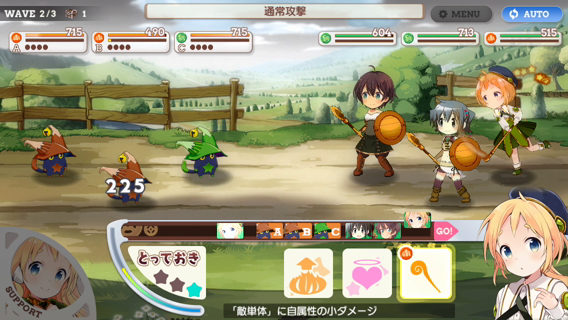 WAVE 2/3 1
通常攻撃
MENU
AUTO
715
490
715
604
713
515
A
B
C
225
A
B
C
GO!
とっておき
SUPPORT
「敵単体」に自属性の小ダメージ